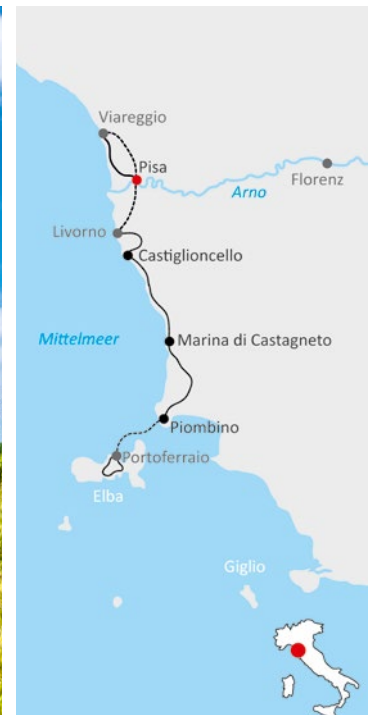 Viareggio
Pisa
Florenz
Arno
Livorno
Castiglioncello
Mittelmeer
Marina di Castagneto
Piombino
Portoferraio
Elba
Giglio